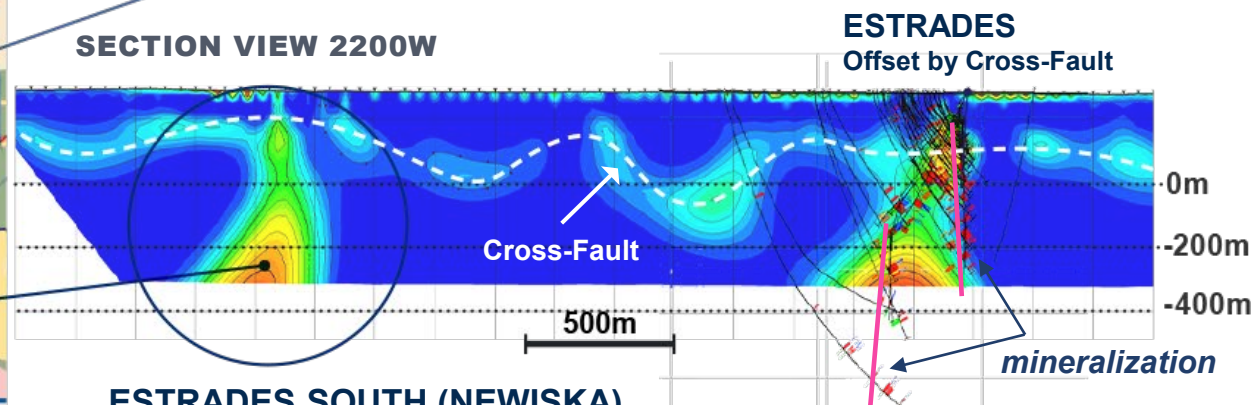 SECTION VIEW 2200W
ESTRADES
Offset by Cross-Fault
0m
Cross-Fault
-200m
-400m
500m
mineralization
ESTRADES SOUTH (NEWISKA)